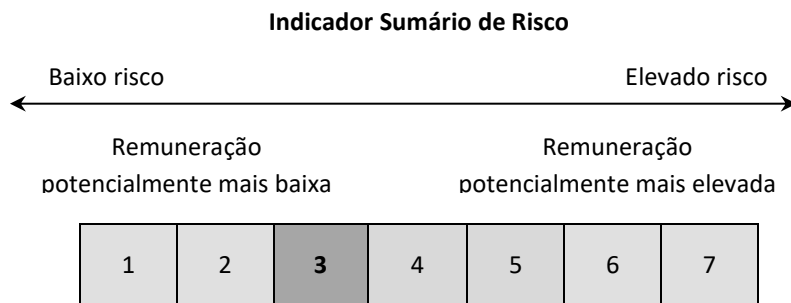 Indicador Sumário de Risco
Baixo risco Elevado risco
Remuneração Remuneração
potencialmente mais baixa potencialmente mais elevada
1 2 3 4 5 6 7